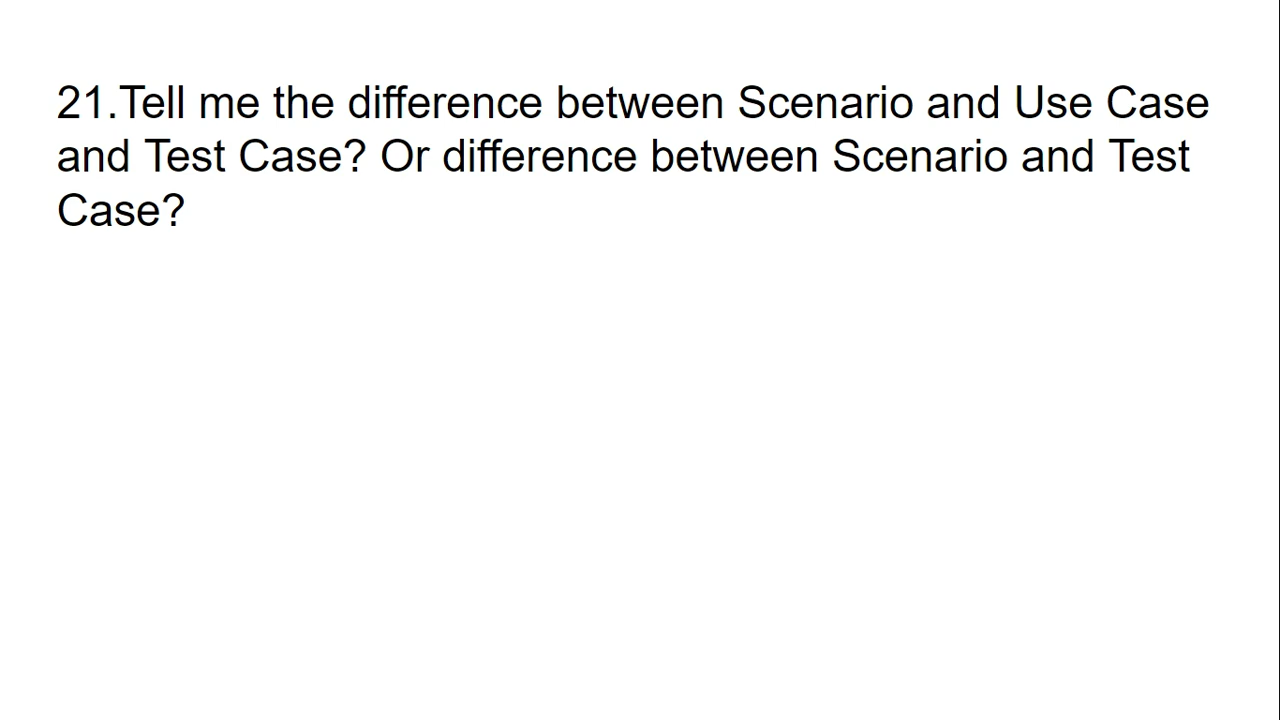 21.Tell me the difference between Scenario and Use Case
and Test Case? Or difference between Scenario and Test
Case?